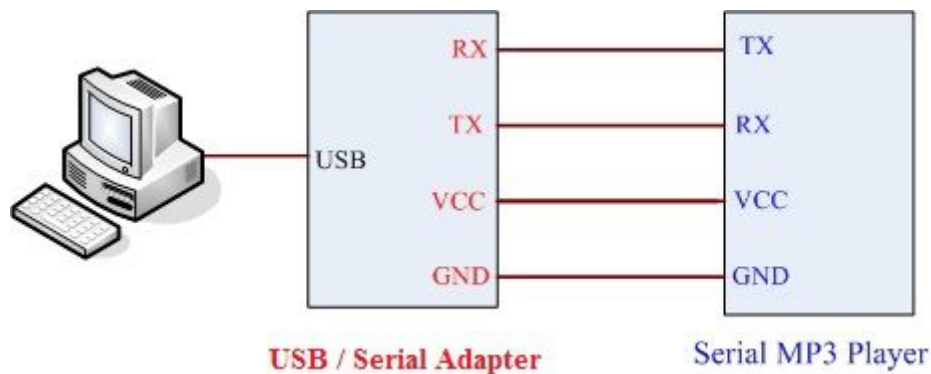 RX
TX
USB
VCC
GND
TX
RX
VCC
GND
USB / Serial Adapter
Serial MP3 Player